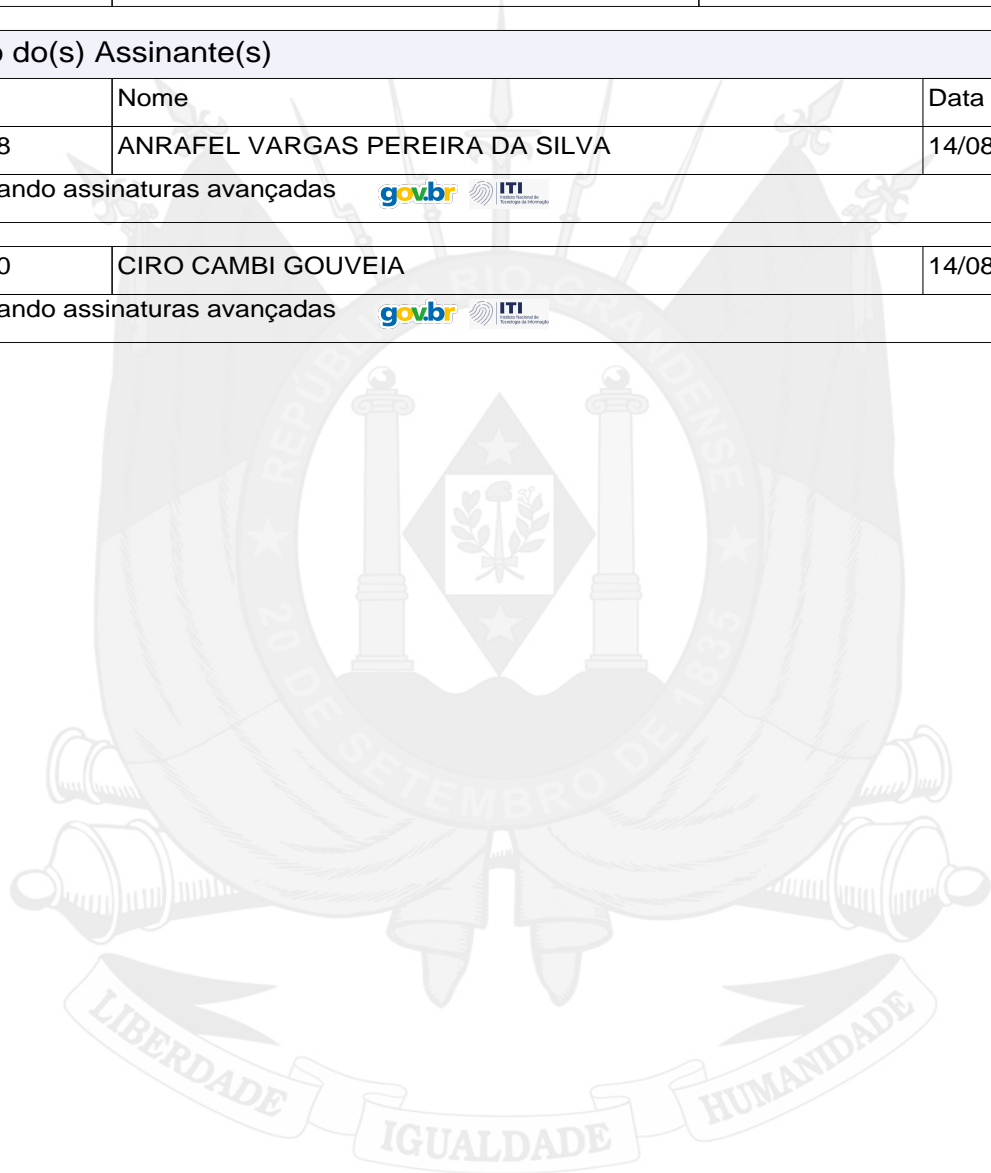 o do(s) Assinante(s)
Nome Data
8 ANRAFEL VARGAS PEREIRA DA SILVA 14/08
ando assinaturas avançadas gov.br ITI
0 CIRO CAMBI GOUVEIA 14/08
ando assinaturas avançadas gov.br ITI
REPÚBLICA RIO-GRANDENSE
20 DE SETEMBRO DE 1835
LIBERDADE IGUALDADE HUMANIDADE